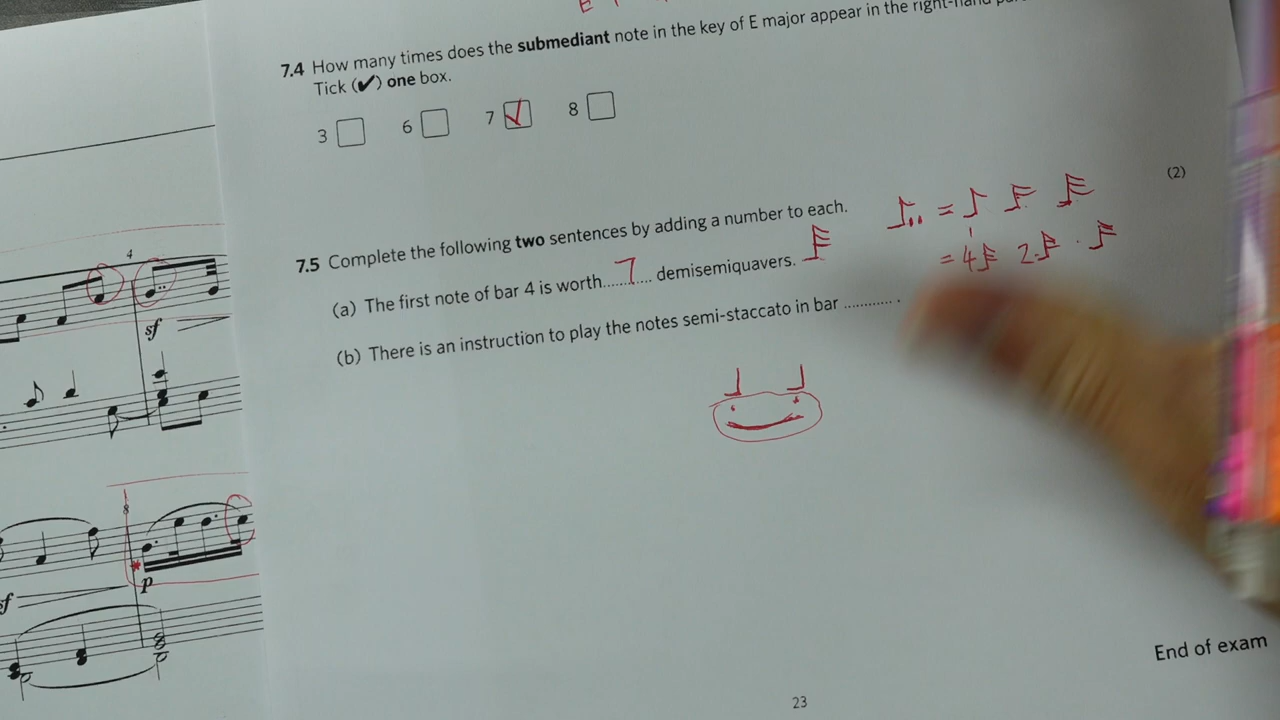 7.4 How many times does the submediant note in the key of E major appear in the right-hand
Tick (✔) one box.
3 6 7 ✓ 8
(2)
7.5 Complete the following two sentences by adding a number to each.
(a) The first note of bar 4 is worth....7.... demisemiquavers.
= 4 2
(b) There is an instruction to play the notes semi-staccato in bar ............ .
4
sf
8
sf
p
End of exam
23